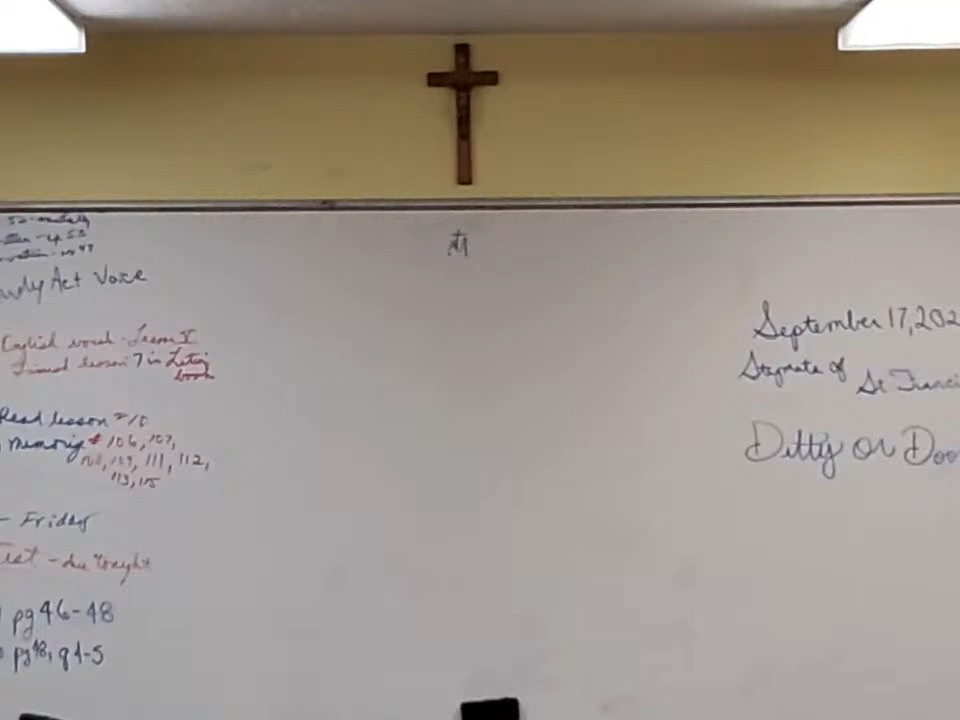 Act Voice
English vocab - Lesson V
lesson 7 in Latin
book
Read lesson #10
Memorize # 106, 107,
108, 109, 111, 112,
113, 115
- Friday
Test - due tonight
pg 46-48
pg 48, q 1-5
September 17, 202
Stigmata of
St Franci
Ditty or Doo